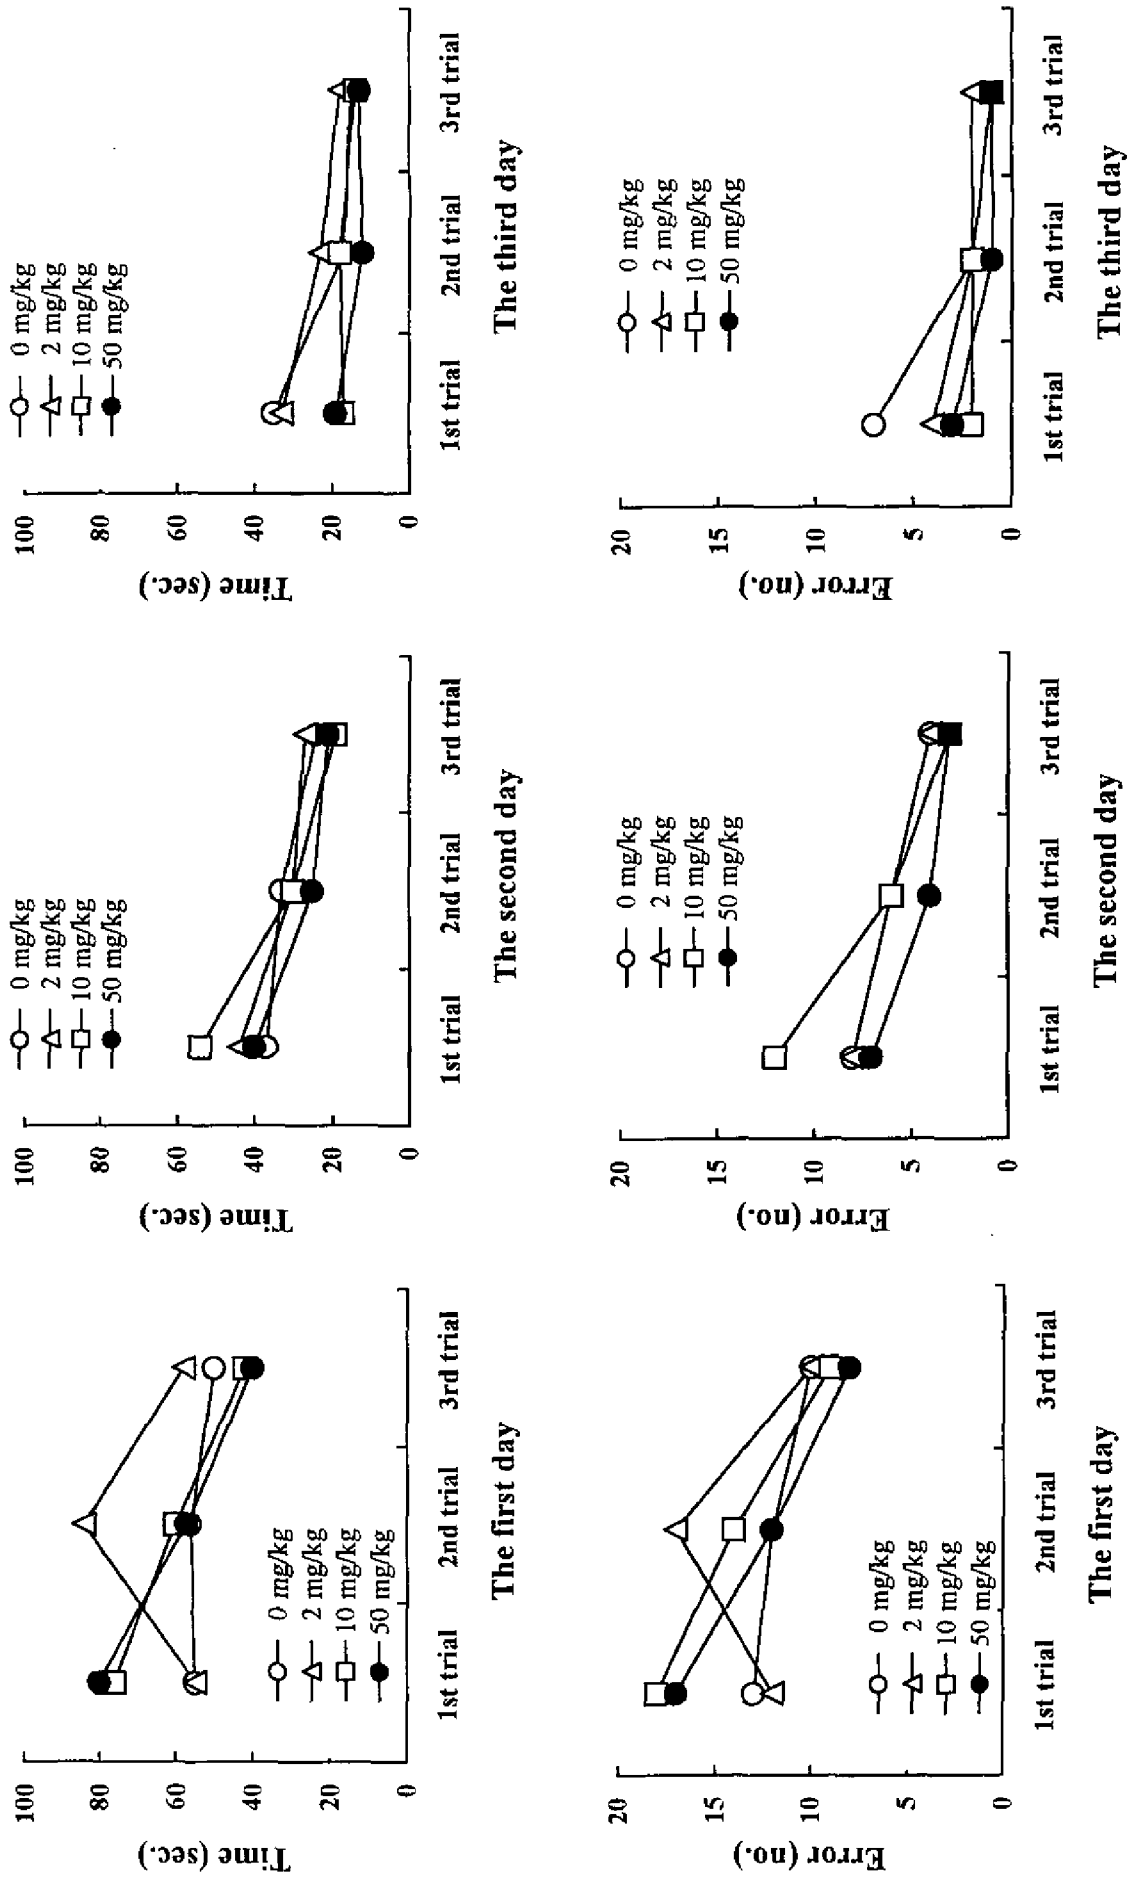 100
80
60
40
20
0
Time (sec.)
0 mg/kg
2 mg/kg
10 mg/kg
50 mg/kg
1st trial
2nd trial
3rd trial
The first day
100
80
60
40
20
0
Time (sec.)
0 mg/kg
2 mg/kg
10 mg/kg
50 mg/kg
1st trial
2nd trial
3rd trial
The second day
100
80
60
40
20
0
Time (sec.)
0 mg/kg
2 mg/kg
10 mg/kg
50 mg/kg
1st trial
2nd trial
3rd trial
The third day
20
15
10
5
0
Error (no.)
0 mg/kg
2 mg/kg
10 mg/kg
50 mg/kg
1st trial
2nd trial
3rd trial
The first day
20
15
10
5
0
Error (no.)
0 mg/kg
2 mg/kg
10 mg/kg
50 mg/kg
1st trial
2nd trial
3rd trial
The second day
20
15
10
5
0
Error (no.)
0 mg/kg
2 mg/kg
10 mg/kg
50 mg/kg
1st trial
2nd trial
3rd trial
The third day